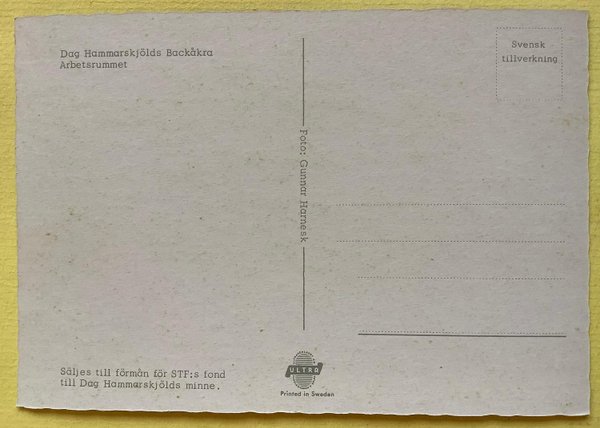 Dag Hammarskjölds Backåkra
Arbetsrummet
Svensk
tillverkning
Foto: Gunnar Harnesk
Säljes till förmån för STF:s fond
till Dag Hammarskjölds minne.
ULTRA
Printed in Sweden